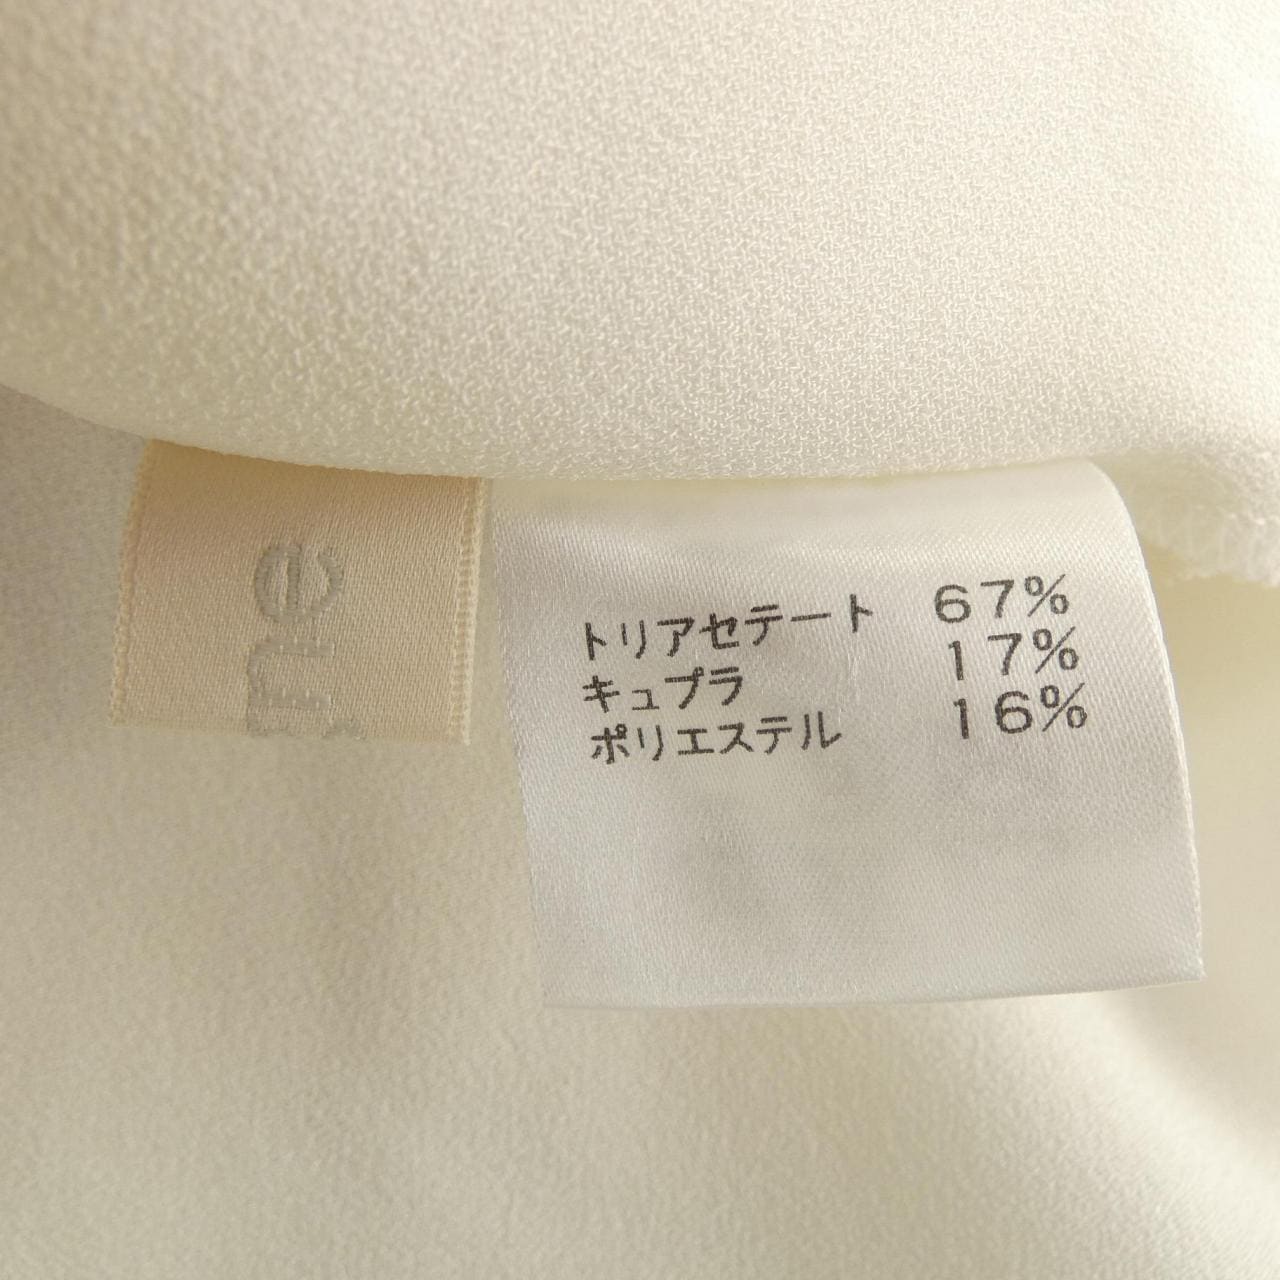 トリアセテート 67%
キュプラ 17%
ポリエステル 16%